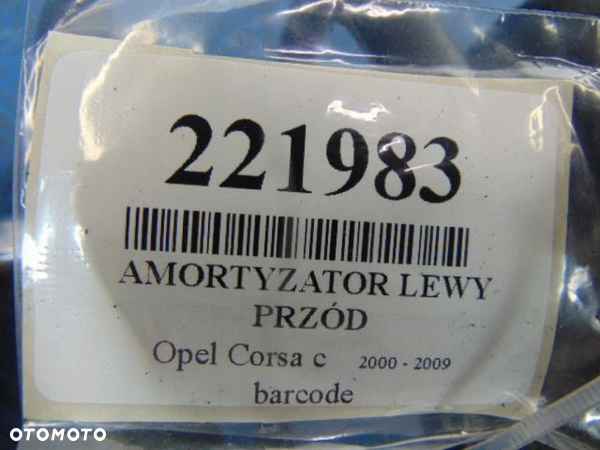 221983
AMORTYZATOR LEWY
PRZÓD
Opel Corsa c 2000 - 2009
barcode
OTOMOTO